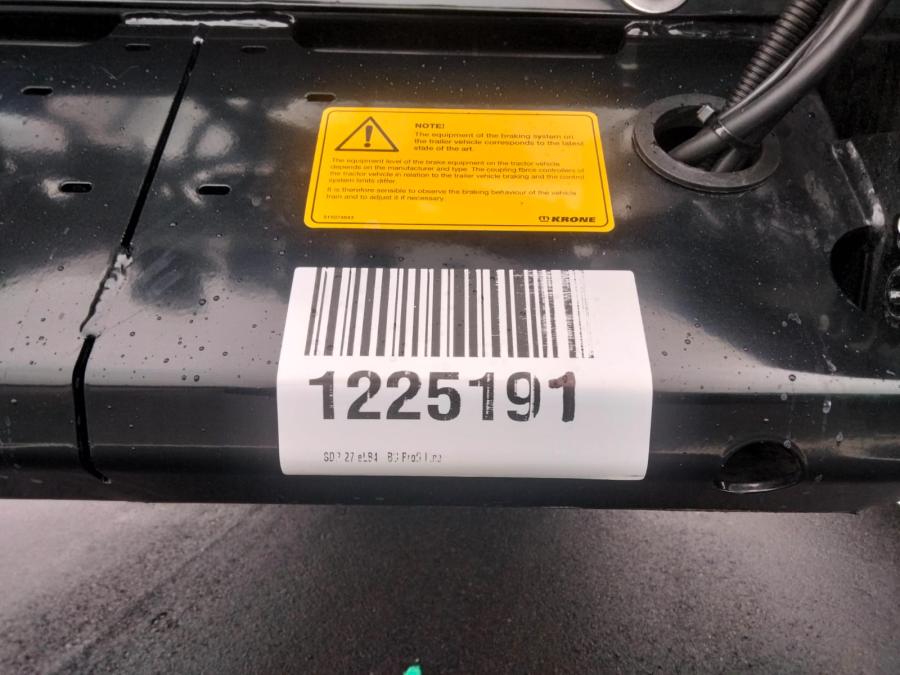 NOTE!
The equipment of the braking system on
the trailer vehicle corresponds to the latest
state of the art.
The equipment level of the brake equipment on the tractor vehicle
depends on the manufacturer and type. The coupling force controllers of
the tractor vehicle in relation to the trailer vehicle braking and the control
system limits differ.
It is therefore sensible to observe the braking behaviour of the vehicle
train and to adjust it if necessary.
KRONE
1225191
27 eLB4